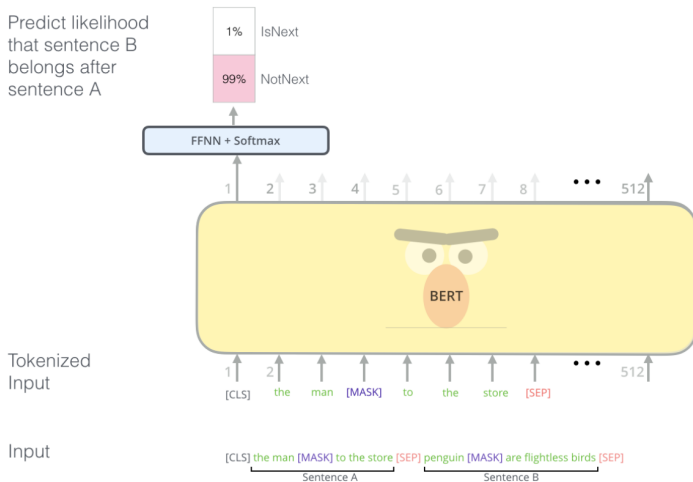 Predict likelihood
that sentence B
belongs after
sentence A
1% IsNext
99% NotNext
FFNN + Softmax
1 2 3 4 5 6 7 8 ••• 512
BERT
Tokenized
Input
1 2 ••• 512
[CLS] the man [MASK] to the store [SEP]
Input
[CLS] the man [MASK] to the store [SEP] penguin [MASK] are flightless birds [SEP]
Sentence A Sentence B